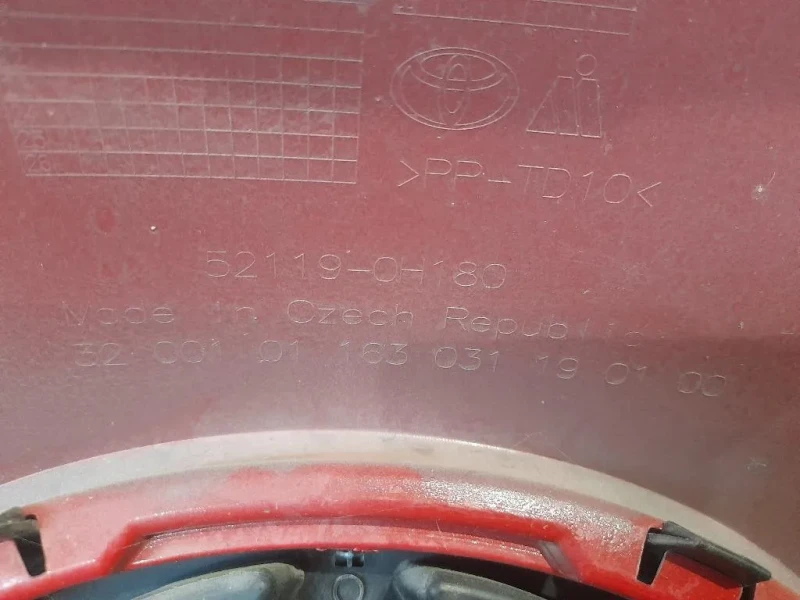 >PP-TD10<
52119-0H180
Made in Czech Republic
32 001 01 163 031 19 01 00